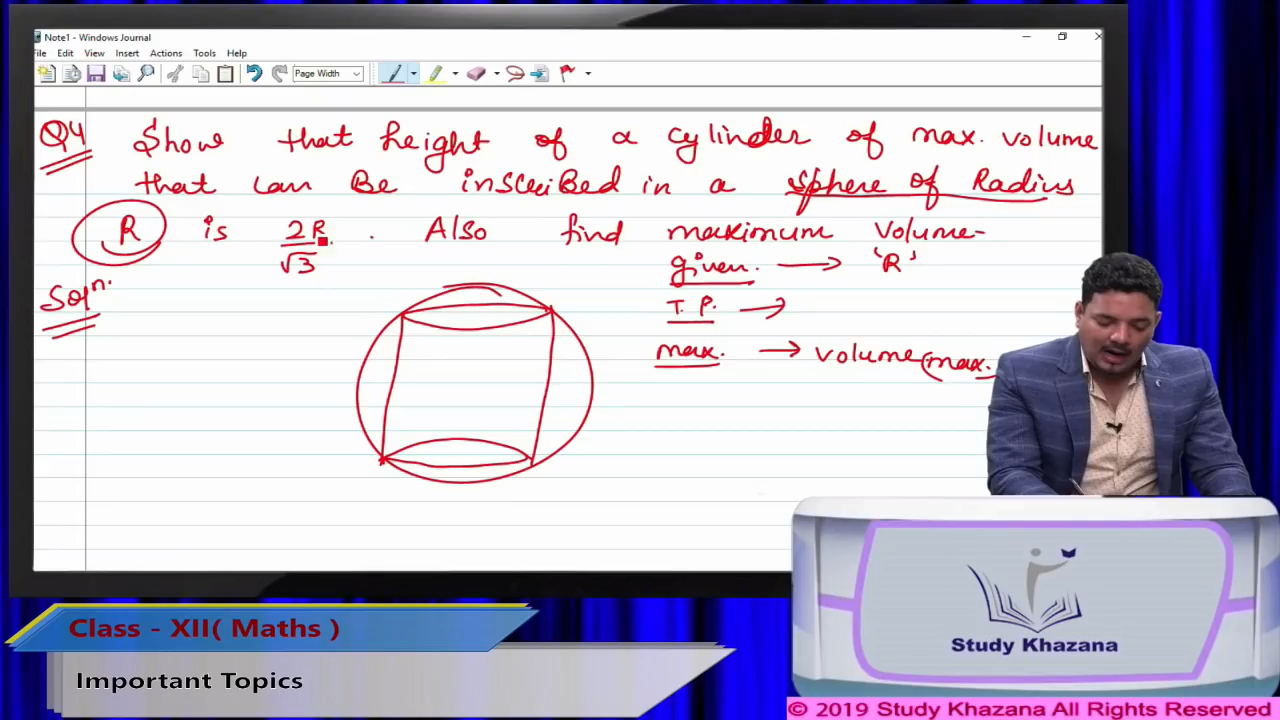 Note1 - Windows Journal
File Edit View Insert Actions Tools Help
Page Width
Q4 Show that height of a cylinder of max. volume
that can Be inscribed in a sphere of Radius
R is 2R/√3 . Also find maximum volume-
given. → 'R'
Solⁿ.
T. P. →
max. → volume (max.
Study Khazana
Class - XII( Maths )
Important Topics
© 2019 Study Khazana All Rights Reserved